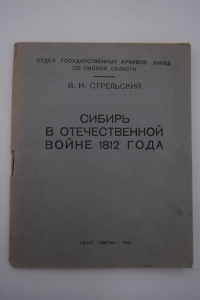 ОТДЕЛ ГОСУДАРСТВЕННЫХ АРХИВОВ УНКВД
ПО ОМСКОЙ ОБЛАСТИ
В. И. СТРЕЛЬСКИЙ
СИБИРЬ
В ОТЕЧЕСТВЕННОЙ
ВОЙНЕ 1812 ГОДА